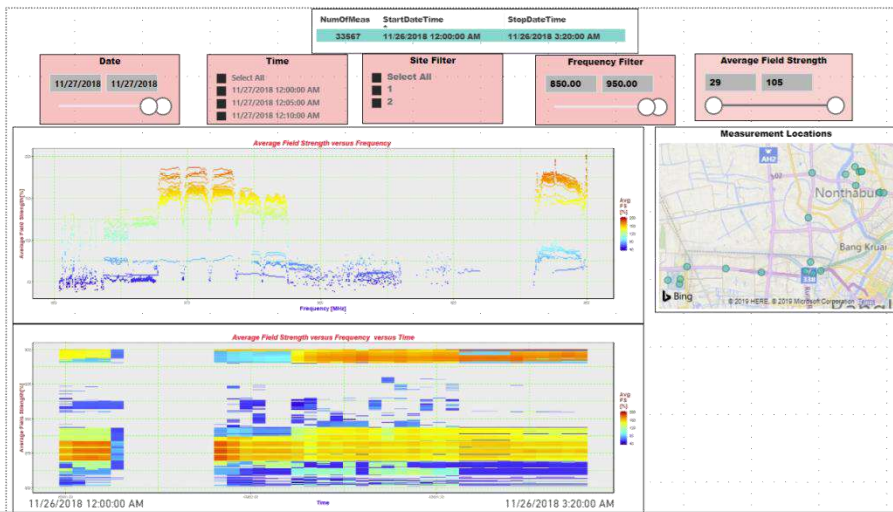 NumOfMeas StartDateTime StopDateTime
33567 11/26/2018 12:00:00 AM 11/26/2018 3:20:00 AM
Date
11/27/2018 11/27/2018
Time
Select All
11/27/2018 12:00:00 AM
11/27/2018 12:05:00 AM
11/27/2018 12:10:00 AM
Site Filter
Select All
1
2
Frequency Filter
850.00 950.00
Average Field Strength
29 105
Average Field Strength versus Frequency
Average Field Strength[%]
Avg
FS
[%]
Frequency [MHz]
Measurement Locations
AH2
Nonthabur
Bang Kruai
338
Bing
© 2019 HERE, © 2019 Microsoft Corporation Terms
Average Field Strength versus Frequency versus Time
Average Field Strength[%]
Avg
FS
[%]
Time
11/26/2018 12:00:00 AM 11/26/2018 3:20:00 AM